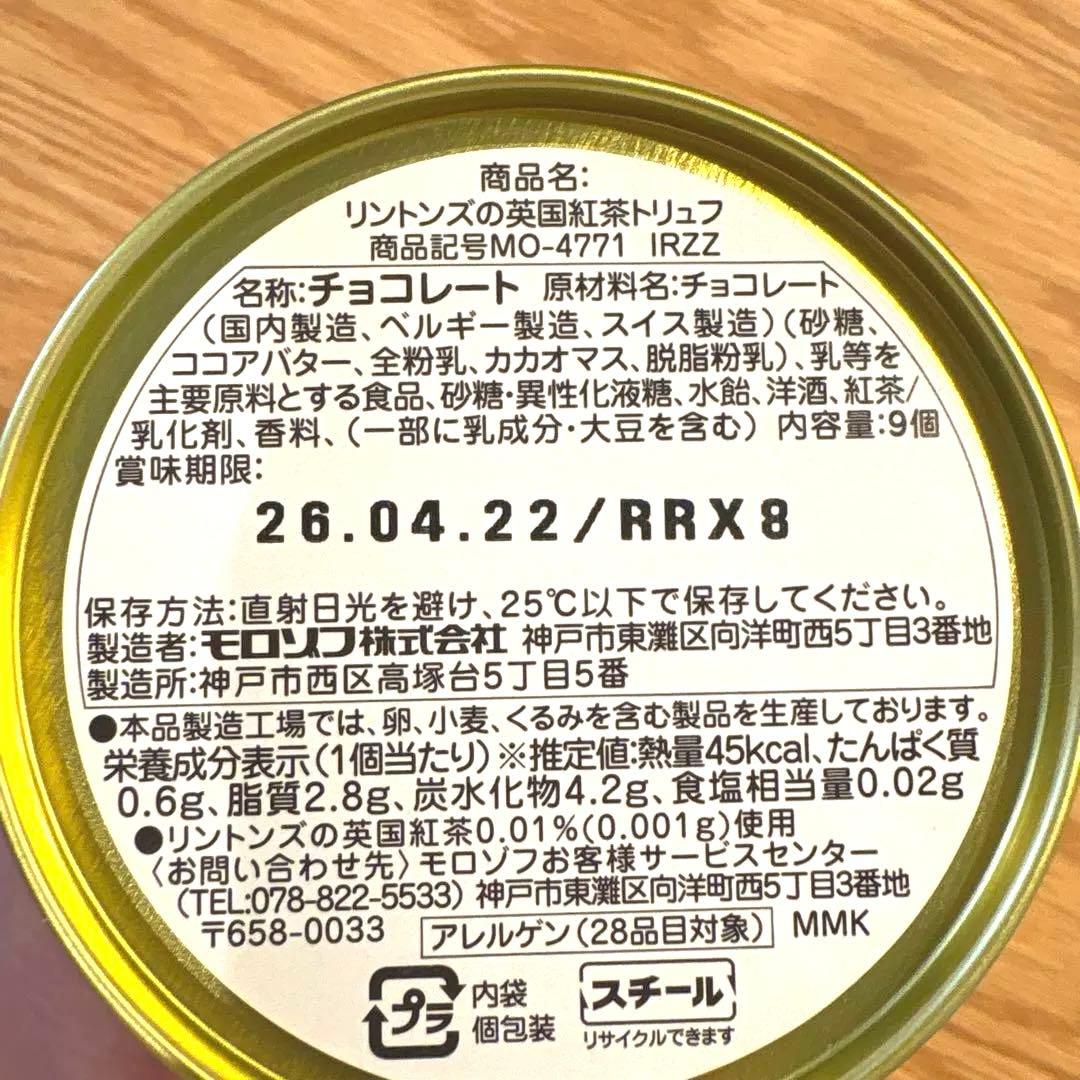 商品名:
リントンズの英国紅茶トリュフ
商品記号MO-4771 IRZZ
名称:チョコレート 原材料名:チョコレート
(国内製造、ベルギー製造、スイス製造)(砂糖、
ココアバター、全粉乳、カカオマス、脱脂粉乳)、乳等を
主要原料とする食品、砂糖・異性化液糖、水飴、洋酒、紅茶/
乳化剤、香料、(一部に乳成分・大豆を含む) 内容量:9個
賞味期限:
26.04.22/RRX8
保存方法:直射日光を避け、25℃以下で保存してください。
製造者:モロゾフ株式会社 神戸市東灘区向洋町西5丁目3番地
製造所:神戸市西区高塚台5丁目5番
●本品製造工場では、卵、小麦、くるみを含む製品を生産しております。
栄養成分表示(1個当たり)※推定値:熱量45kcal、たんぱく質
0.6g、脂質2.8g、炭水化物4.2g、食塩相当量0.02g
●リントンズの英国紅茶0.01%(0.001g)使用
〈お問い合わせ先〉モロゾフお客様サービスセンター
(TEL:078-822-5533) 神戸市東灘区向洋町西5丁目3番地
〒658-0033 アレルゲン(28品目対象) MMK
プラ 内袋 個包装
スチール
リサイクルできます